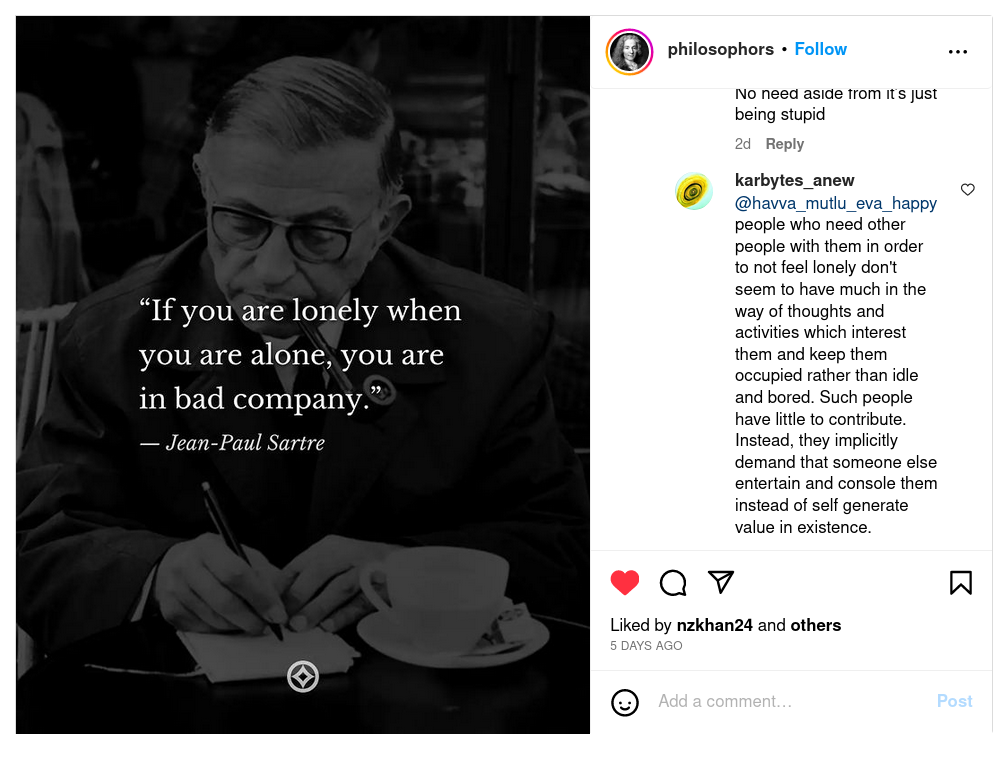 “If you are lonely when
you are alone, you are
in bad company.”
— Jean-Paul Sartre
philosophors • Follow
No need aside from it's just
being stupid
2d Reply
karbytes_anew
@havva_mutlu_eva_happy
people who need other
people with them in order
to not feel lonely don't
seem to have much in the
way of thoughts and
activities which interest
them and keep them
occupied rather than idle
and bored. Such people
have little to contribute.
Instead, they implicitly
demand that someone else
entertain and console them
instead of self generate
value in existence.
Liked by nzkhan24 and others
5 DAYS AGO
Add a comment…
Post